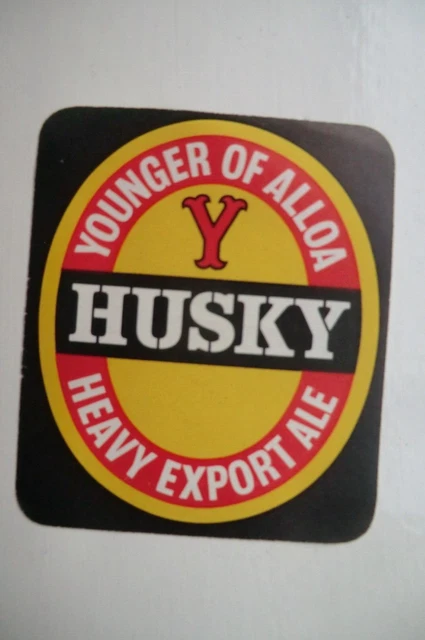 YOUNGER OF ALLOA
Y
HUSKY
HEAVY EXPORT ALE